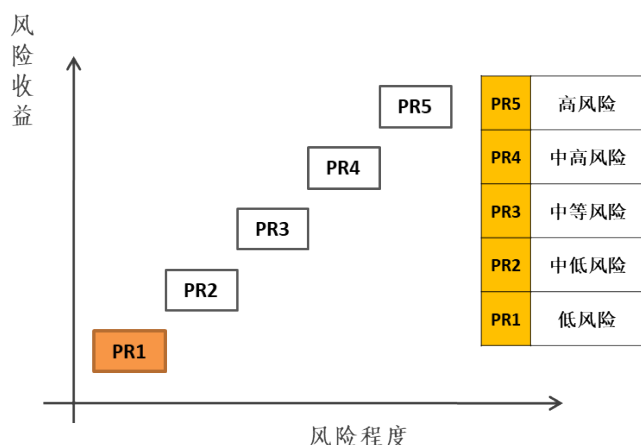 风险收益
PR5
PR4
PR3
PR2
PR1
风险程度
PR5 高风险
PR4 中高风险
PR3 中等风险
PR2 中低风险
PR1 低风险